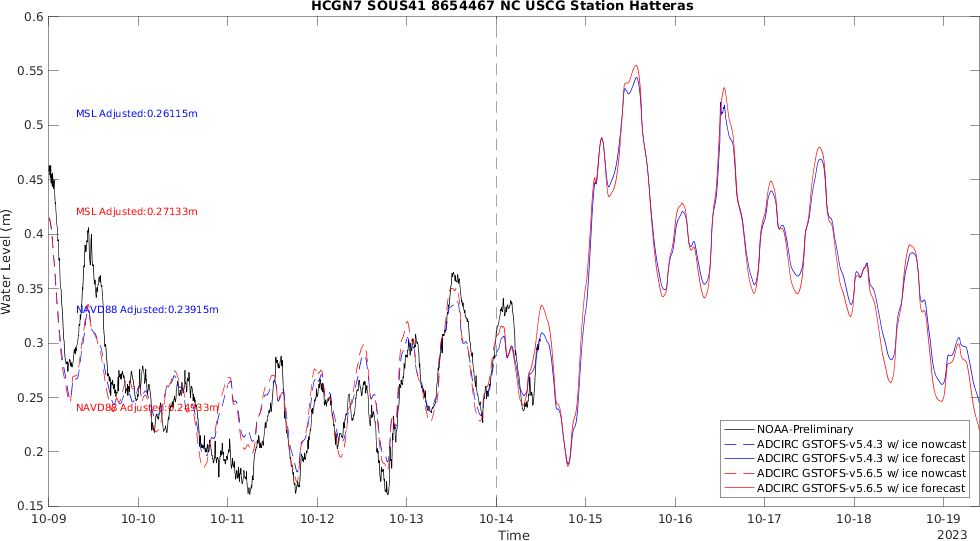 HCGN7 SOUS41 8654467 NC USCG Station Hatteras
0.6
0.55
0.5
0.45
0.4
0.35
0.3
0.25
0.2
0.15
Water Level (m)
MSL Adjusted:0.26115m
MSL Adjusted:0.27133m
NAVD88 Adjusted:0.23915m
NAVD88 Adjusted:0.24933m
NOAA-Preliminary
ADCIRC GSTOFS-v5.4.3 w/ ice nowcast
ADCIRC GSTOFS-v5.4.3 w/ ice forecast
ADCIRC GSTOFS-v5.6.5 w/ ice nowcast
ADCIRC GSTOFS-v5.6.5 w/ ice forecast
10-09 10-10 10-11 10-12 10-13 10-14 10-15 10-16 10-17 10-18 10-19
Time
2023